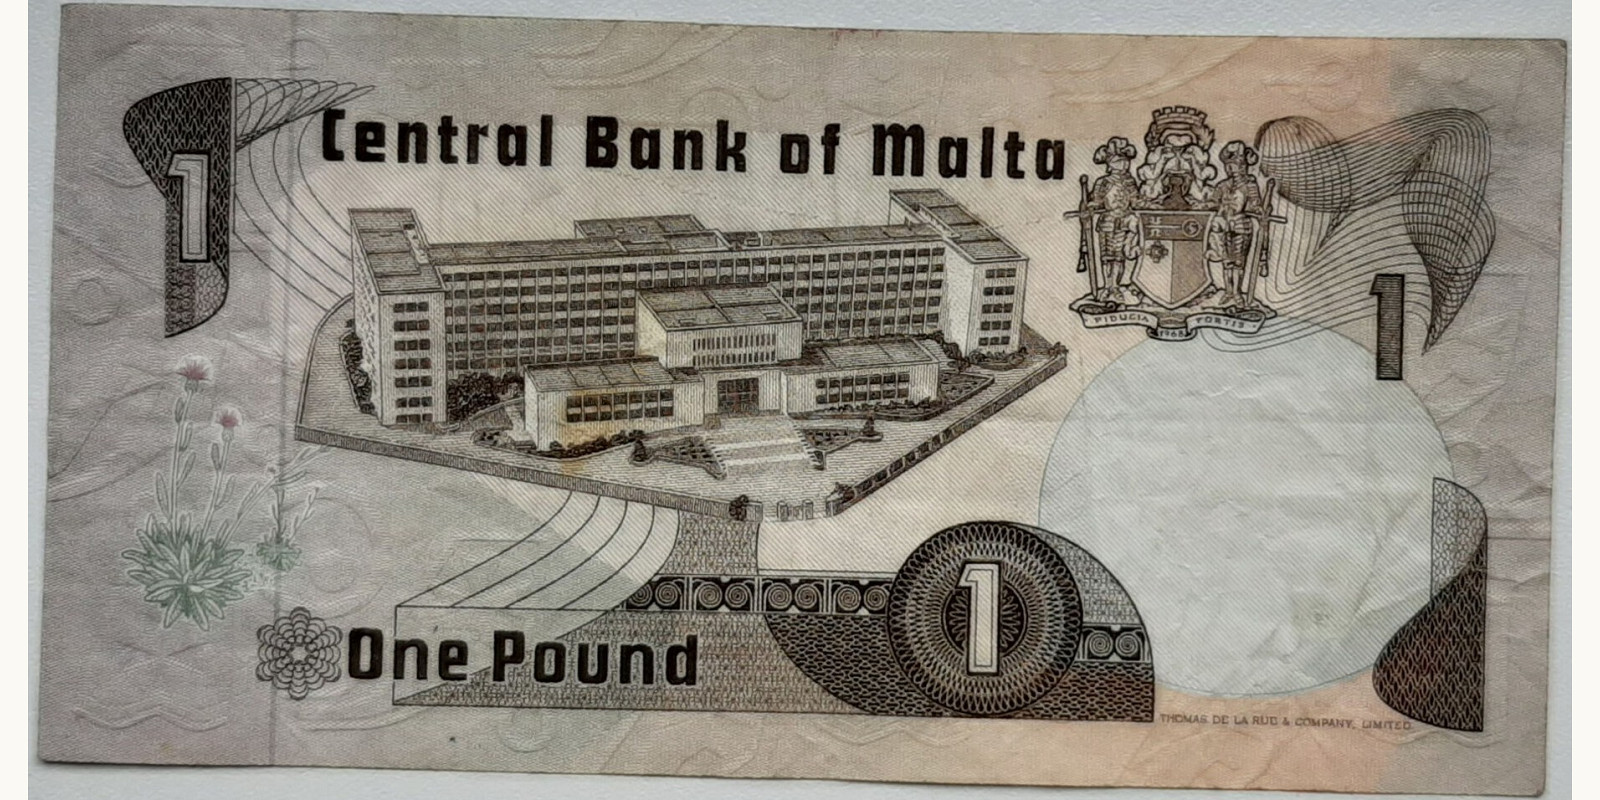 1
Central Bank of Malta
FIDUCIA 1968 FORTIS
1
1
One Pound
THOMAS DE LA RUE & COMPANY, LIMITED